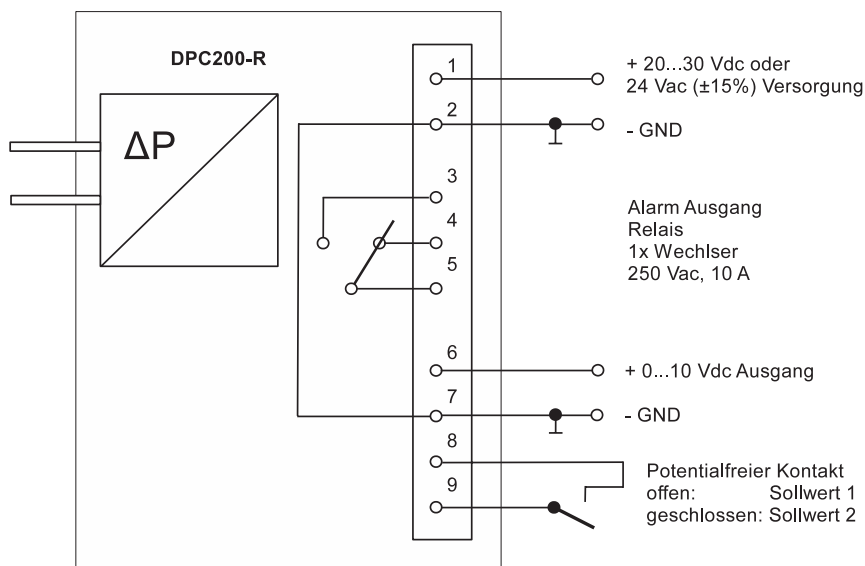 DPC200-R
ΔP
1
+ 20...30 Vdc oder
24 Vac (±15%) Versorgung
2
- GND
3
4
5
Alarm Ausgang
Relais
1x Wechlser
250 Vac, 10 A
6
+ 0...10 Vdc Ausgang
7
- GND
8
9
Potentialfreier Kontakt
offen: Sollwert 1
geschlossen: Sollwert 2